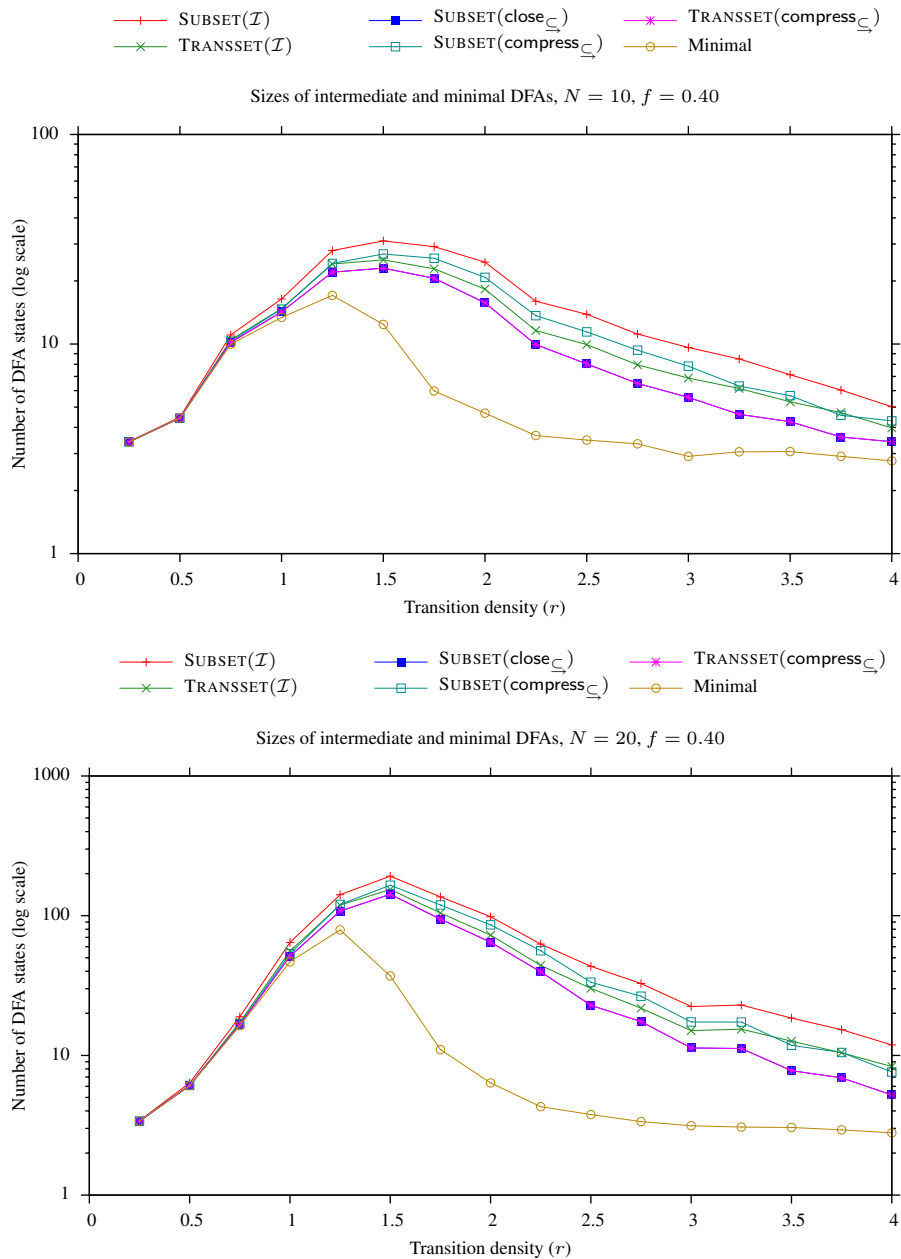 SUBSET(ℐ) SUBSET(close⊆→) TRANSSET(compress⊆→)
TRANSSET(ℐ) SUBSET(compress⊆→) Minimal
Sizes of intermediate and minimal DFAs, N = 10, f = 0.40
Number of DFA states (log scale)
100
10
1
0 0.5 1 1.5 2 2.5 3 3.5 4
Transition density (r)
SUBSET(ℐ) SUBSET(close⊆→) TRANSSET(compress⊆→)
TRANSSET(ℐ) SUBSET(compress⊆→) Minimal
Sizes of intermediate and minimal DFAs, N = 20, f = 0.40
Number of DFA states (log scale)
1000
100
10
1
0 0.5 1 1.5 2 2.5 3 3.5 4
Transition density (r)